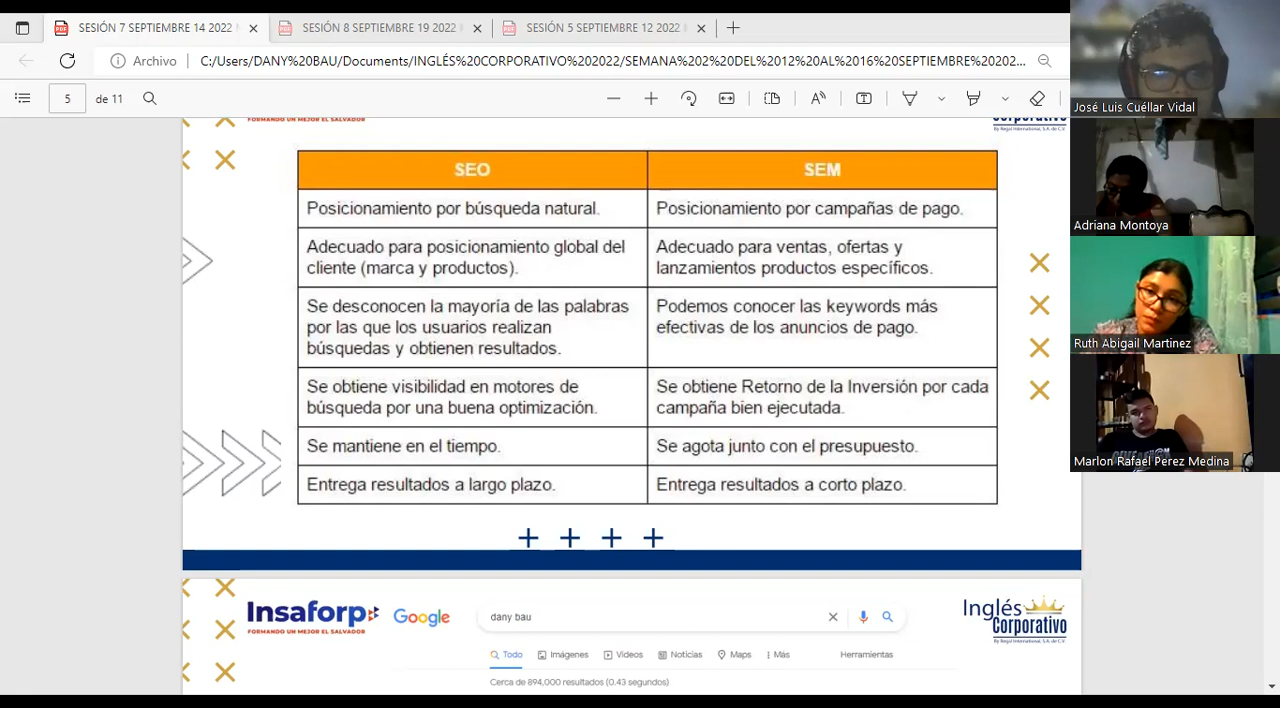 SESIÓN 7 SEPTIEMBRE 14 2022
SESIÓN 8 SEPTIEMBRE 19 2022
SESIÓN 5 SEPTIEMBRE 12 2022
Archivo
C:/Users/DANY%20BAU/Documents/INGLÉS%20CORPORATIVO%202022/SEMANA%202%20DEL%2012%20AL%2016%20SEPTIEMBRE%20202...
5 de 11
FORMANDO UN MEJOR EL SALVADOR
Corporativo
By Regal International, S.A. de C.V.
SEO
SEM
Posicionamiento por búsqueda natural.
Posicionamiento por campañas de pago.
Adecuado para posicionamiento global del
cliente (marca y productos).
Adecuado para ventas, ofertas y
lanzamientos productos específicos.
Se desconocen la mayoría de las palabras
por las que los usuarios realizan
búsquedas y obtienen resultados.
Podemos conocer las keywords más
efectivas de los anuncios de pago.
Se obtiene visibilidad en motores de
búsqueda por una buena optimización.
Se obtiene Retorno de la Inversión por cada
campaña bien ejecutada.
Se mantiene en el tiempo.
Se agota junto con el presupuesto.
Entrega resultados a largo plazo.
Entrega resultados a corto plazo.
Insaforp
FORMANDO UN MEJOR EL SALVADOR
Google
dany bau
Inglés
Corporativo
By Regal International, S.A. de C.V.
Todo
Imágenes
Videos
Noticias
Maps
Más
Herramientas
Cerca de 894,000 resultados (0.43 segundos)
José Luis Cuéllar Vidal
Adriana Montoya
Ruth Abigail Martinez
Marlon Rafael Perez Medina